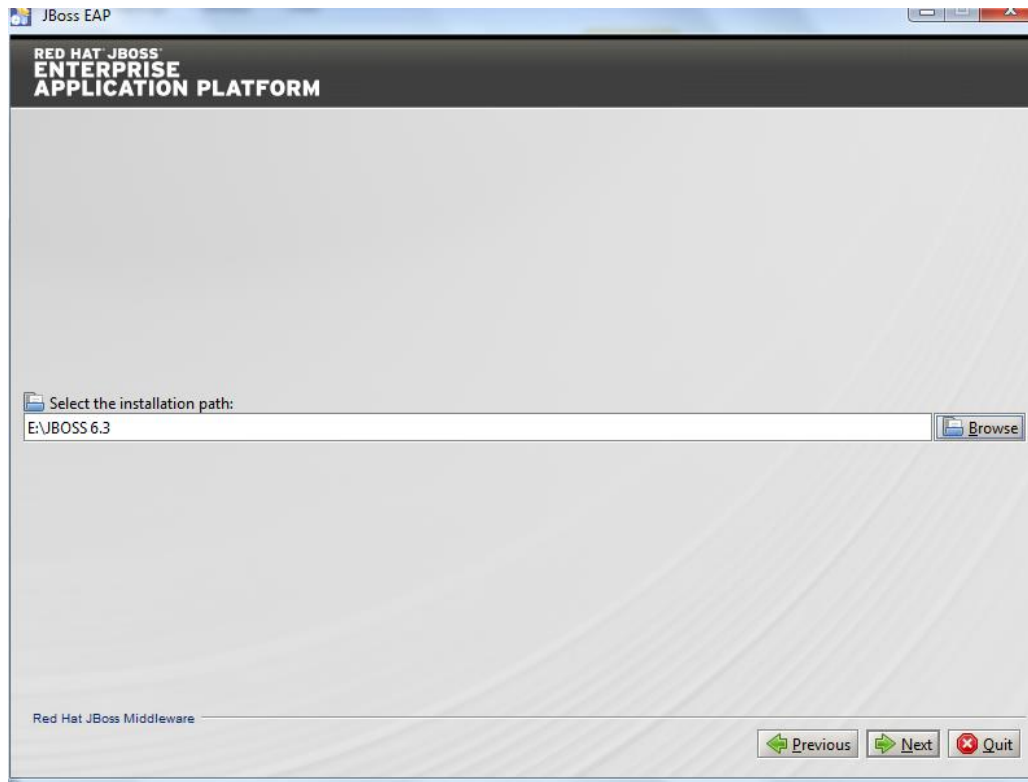 JBoss EAP
RED HAT JBOSS
ENTERPRISE
APPLICATION PLATFORM
Select the installation path:
E:\JBOSS 6.3
Browse
Red Hat JBoss Middleware
Previous
Next
Quit